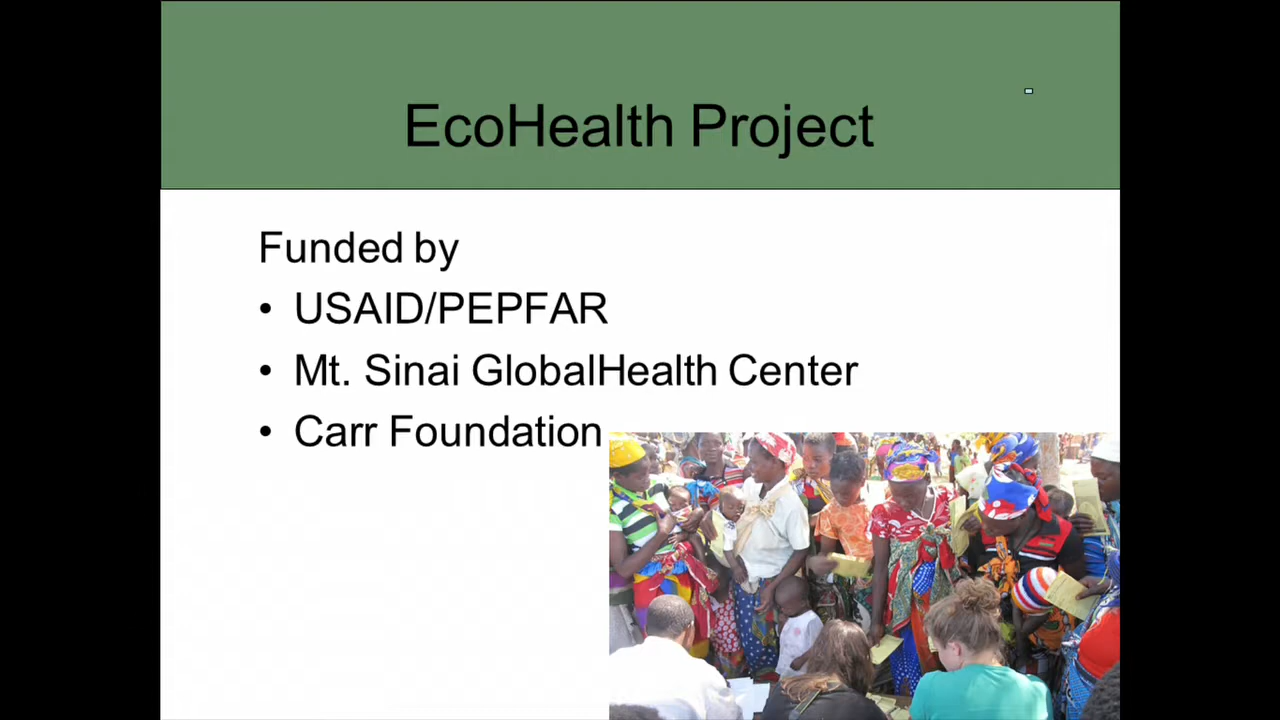 EcoHealth Project
Funded by
• USAID/PEPFAR
• Mt. Sinai GlobalHealth Center
• Carr Foundation